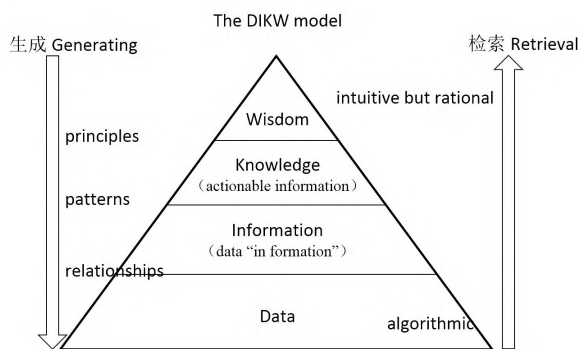 The DIKW model
生成 Generating
检索 Retrieval
intuitive but rational
Wisdom
principles
Knowledge
（actionable information）
patterns
Information
（data “in formation”）
relationships
Data
algorithmic